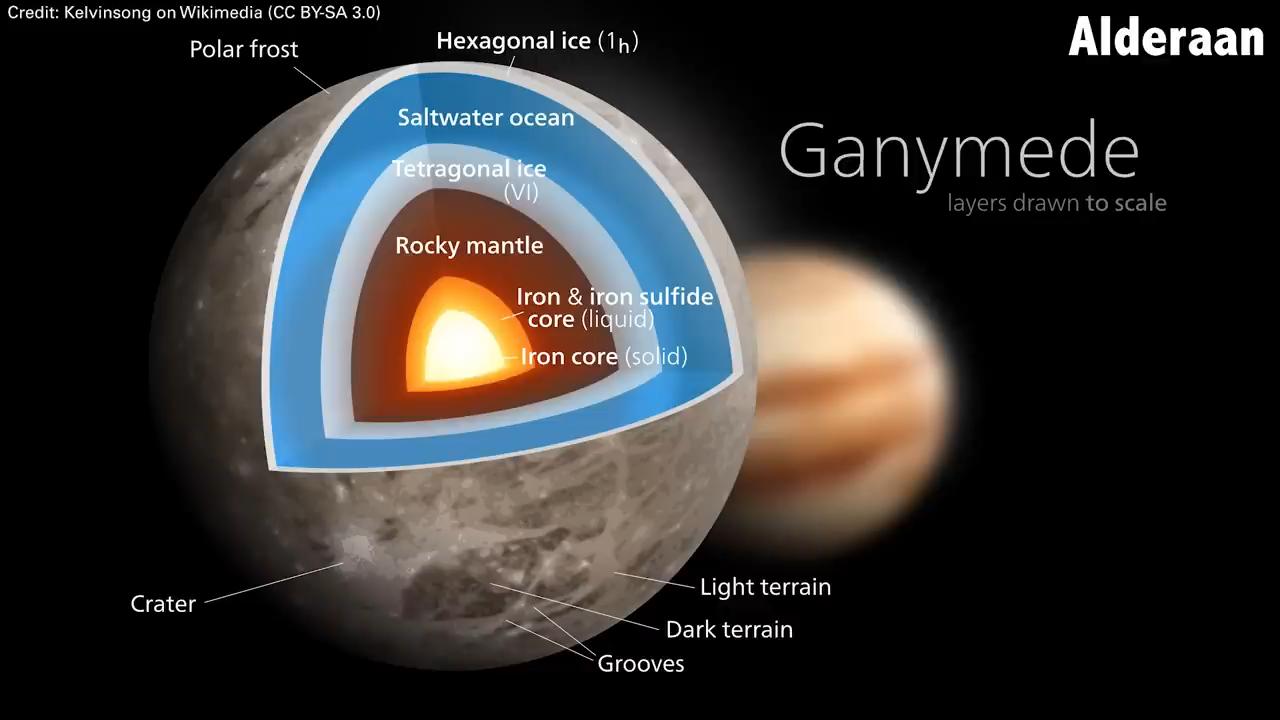 Credit: Kelvinsong on Wikimedia (CC BY-SA 3.0)
Alderaan
Polar frost
Hexagonal ice (1h)
Saltwater ocean
Ganymede
layers drawn to scale
Tetragonal ice
(VI)
Rocky mantle
Iron & iron sulfide
core (liquid)
Iron core (solid)
Crater
Light terrain
Dark terrain
Grooves